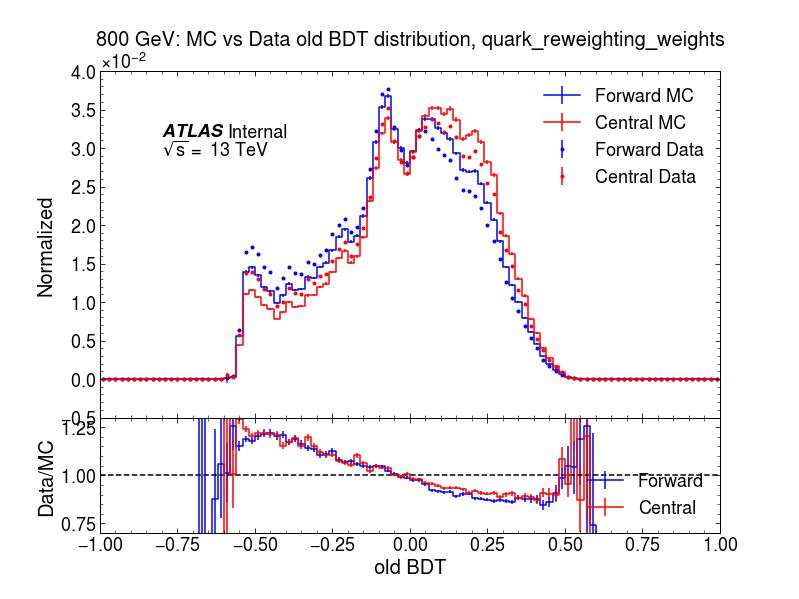 800 GeV: MC vs Data old BDT distribution, quark_reweighting_weights
×10⁻²
4.0
3.5
3.0
2.5
2.0
1.5
1.0
0.5
0.0
Normalized
ATLAS Internal
√s = 13 TeV
Forward MC
Central MC
Forward Data
Central Data
1.25
1.00
0.75
Data/MC
Forward
Central
−1.00 −0.75 −0.50 −0.25 0.00 0.25 0.50 0.75 1.00
old BDT